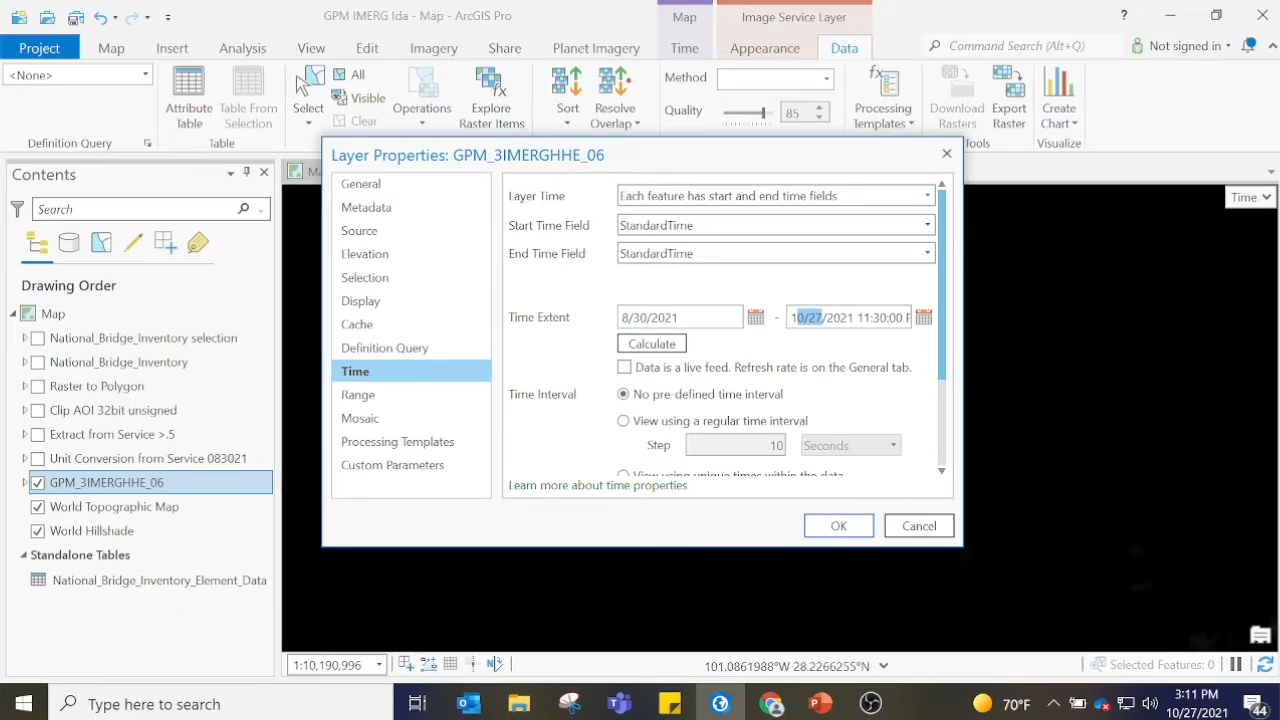 GPM IMERG Ida - Map - ArcGIS Pro
Map
Image Service Layer
?
Project
Map
Insert
Analysis
View
Edit
Imagery
Share
Planet Imagery
Time
Appearance
Data
Command Search (Alt+Q)
Not signed in
<None>
Definition Query
Attribute Table
Table From Selection
Table
Select
All
Visible
Clear
Operations
Explore Raster Items
Sort
Resolve Overlap
Method
Quality
85
Processing Templates
Download Rasters
Export Raster
Tools
Create Chart
Visualize
Contents
Search
Drawing Order
Map
National_Bridge_Inventory selection
National_Bridge_Inventory
Raster to Polygon
Clip AOI 32bit unsigned
Extract from Service >.5
Unit Conversion from Service 083021
GPM_3IMERGHHE_06
World Topographic Map
World Hillshade
Standalone Tables
National_Bridge_Inventory_Element_Data
Time
Layer Properties: GPM_3IMERGHHE_06
General
Metadata
Source
Elevation
Selection
Display
Cache
Definition Query
Time
Range
Mosaic
Processing Templates
Custom Parameters
Layer Time
Each feature has start and end time fields
Start Time Field
StandardTime
End Time Field
StandardTime
Time Extent
8/30/2021
-
10/27/2021 11:30:00 P
Calculate
Data is a live feed. Refresh rate is on the General tab.
Time Interval
No pre-defined time interval
View using a regular time interval
Step
10
Seconds
View using unique times within the data
Learn more about time properties
OK
Cancel
1:10,190,996
101.0861988°W 28.2266255°N
Selected Features: 0
Type here to search
70°F
3:11 PM
10/27/2021
44